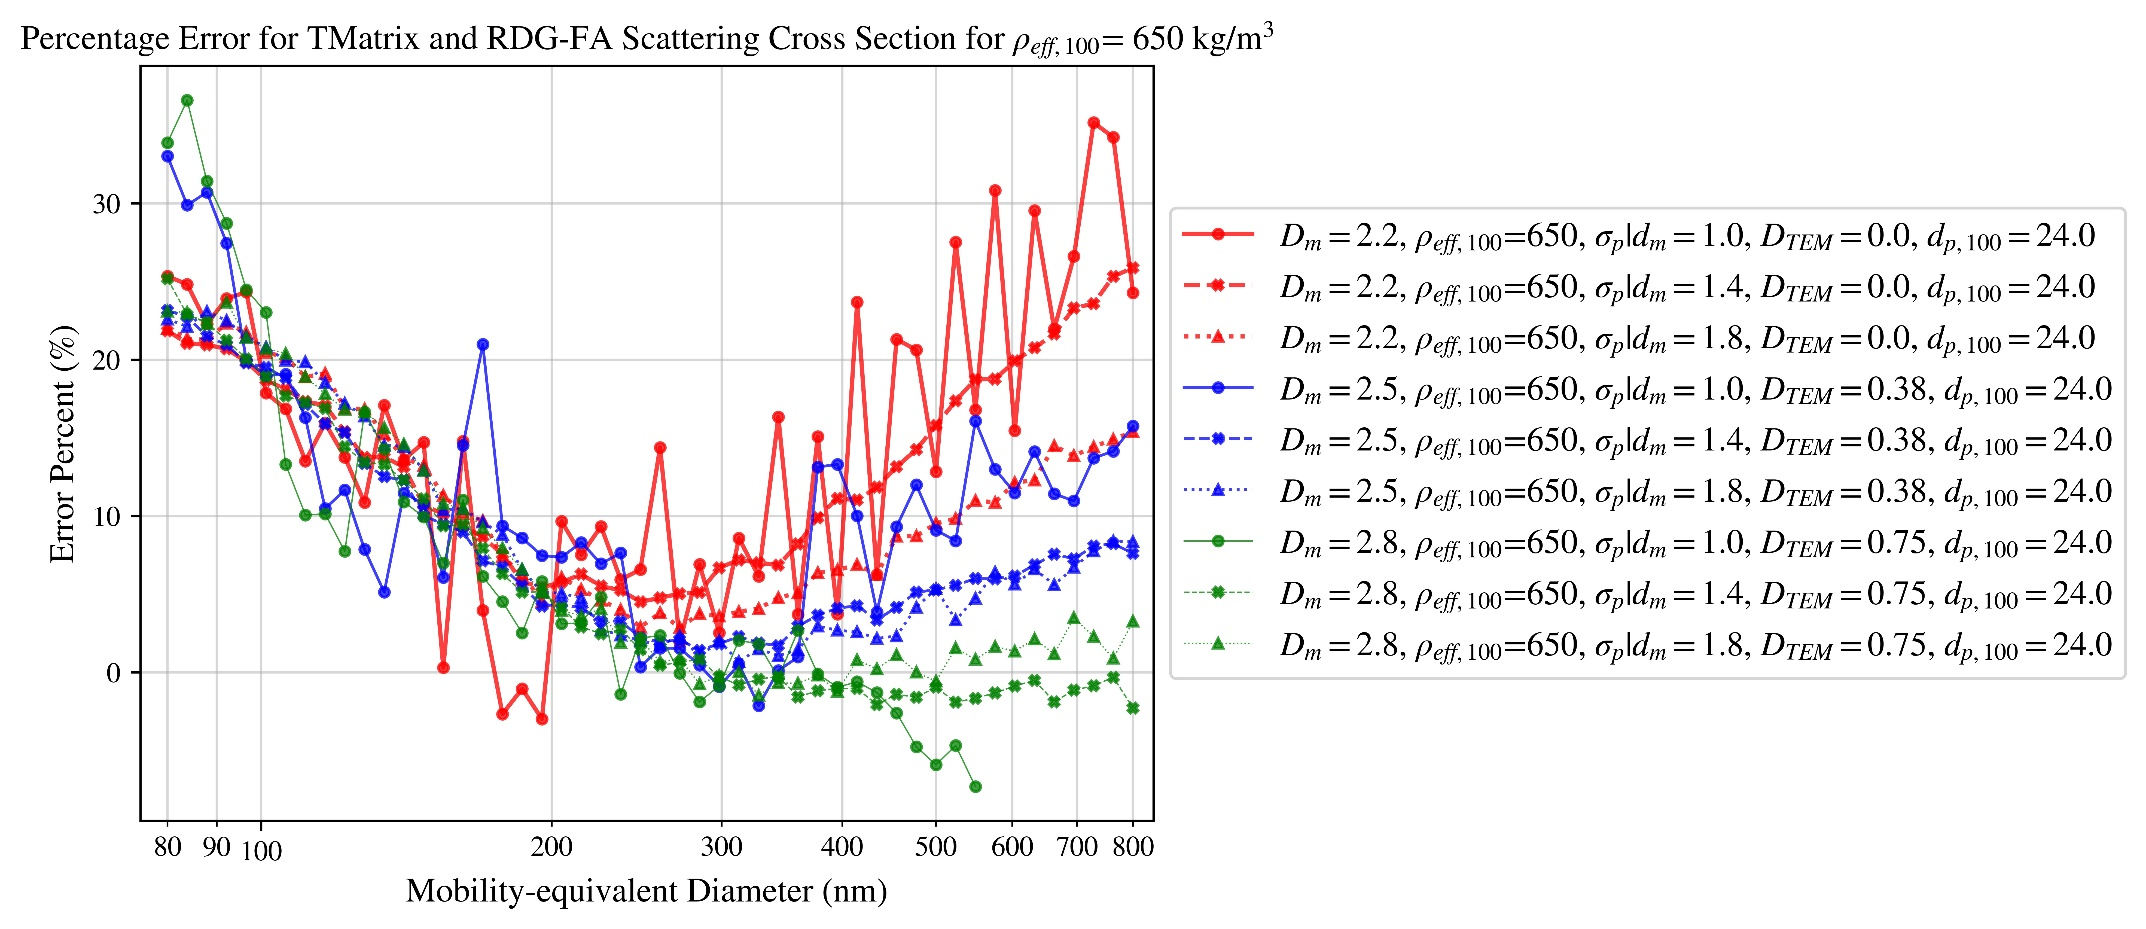 Percentage Error for TMatrix and RDG-FA Scattering Cross Section for ρeff,100= 650 kg/m³
Error Percent (%)
30
20
10
0
80 90 100 200 300 400 500 600 700 800
Mobility-equivalent Diameter (nm)
Dm = 2.2, ρeff,100=650, σp|dm = 1.0, DTEM = 0.0, dp,100 = 24.0
Dm = 2.2, ρeff,100=650, σp|dm = 1.4, DTEM = 0.0, dp,100 = 24.0
Dm = 2.2, ρeff,100=650, σp|dm = 1.8, DTEM = 0.0, dp,100 = 24.0
Dm = 2.5, ρeff,100=650, σp|dm = 1.0, DTEM = 0.38, dp,100 = 24.0
Dm = 2.5, ρeff,100=650, σp|dm = 1.4, DTEM = 0.38, dp,100 = 24.0
Dm = 2.5, ρeff,100=650, σp|dm = 1.8, DTEM = 0.38, dp,100 = 24.0
Dm = 2.8, ρeff,100=650, σp|dm = 1.0, DTEM = 0.75, dp,100 = 24.0
Dm = 2.8, ρeff,100=650, σp|dm = 1.4, DTEM = 0.75, dp,100 = 24.0
Dm = 2.8, ρeff,100=650, σp|dm = 1.8, DTEM = 0.75, dp,100 = 24.0